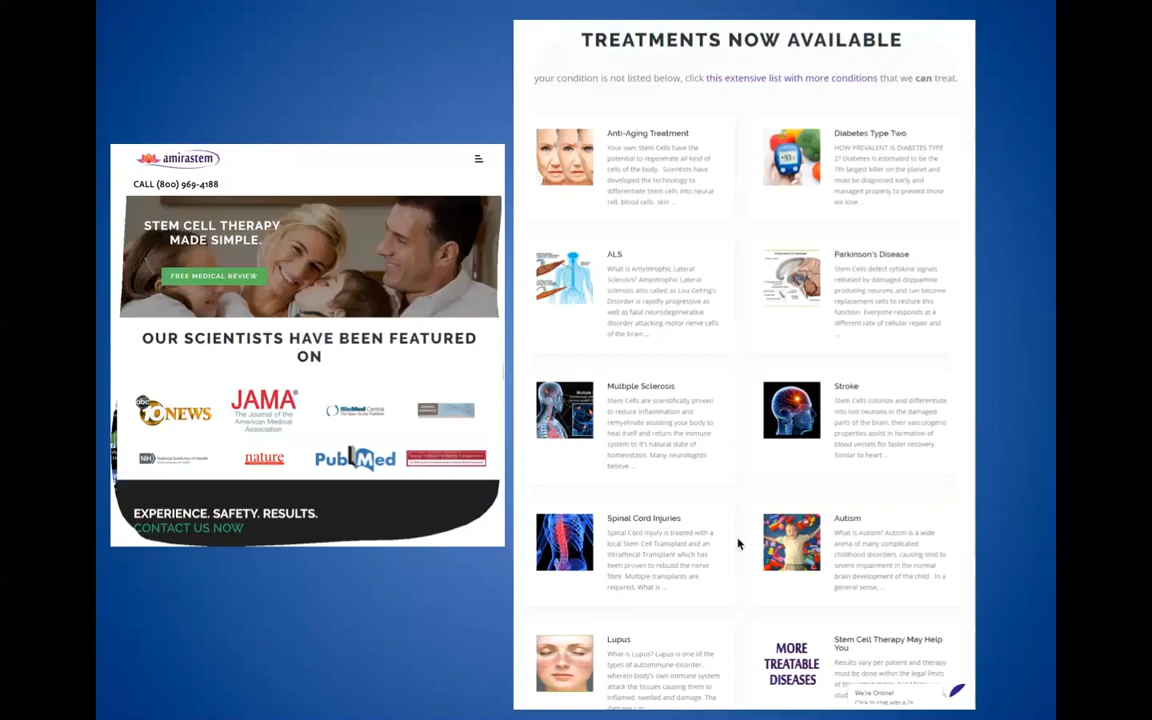 amirastem
CALL (800) 969-4188
STEM CELL THERAPY
MADE SIMPLE.
FREE MEDICAL REVIEW
OUR SCIENTISTS HAVE BEEN FEATURED
ON
abc
10 NEWS
JAMA®
The Journal of the
American Medical
Association
BioMed Central
The Open Access Publisher
NIH National Institutes of Health
nature
PubMed
EXPERIENCE. SAFETY. RESULTS.
CONTACT US NOW
TREATMENTS NOW AVAILABLE
your condition is not listed below, click this extensive list with more conditions that we can treat.
Anti-Aging Treatment
Your own Stem Cells have the
potential to regenerate all kind of
cells of the body. Scientists have
developed the technology to
differentiate Stem cells into neural
cell, blood cells, skin ...
Diabetes Type Two
HOW PREVALENT IS DIABETES TYPE
2? Diabetes is estimated to be the
7th largest killer on the planet and
must be diagnosed early and
managed properly to prevent those
we love ...
ALS
What is Amyotrophic Lateral
Sclerosis? Amyotrophic Lateral
sclerosis also called as Lou Gehrig's
Disorder is rapidly progressive as
well as fatal neurodegenerative
disorder attacking motor nerve cells
of the brain ...
Parkinson's Disease
Stem Cells detect cytokine signals
released by damaged dopamine
producing neurons and can become
replacement cells to restore this
function. Everyone responds at a
different rate of cellular repair and
...
Multiple Sclerosis
Stem Cells are scientifically proven
to reduce inflammation and
remyelinate assisting your body to
heal itself and return the immune
system to it's natural state of
homeostasis. Many neurologists
believe ...
Stroke
Stem Cells colonize and differentiate
into lost neurons in the damaged
parts of the brain, their vasculogenic
properties assist in formation of
blood vessels for faster recovery.
Similar to heart ...
Spinal Cord Injuries
Spinal Cord Injury is treated with a
local Stem Cell Transplant and an
Intrathecal Transplant which has
been proven to rebuild the nerve
fibre. Multiple transplants are
required. What is ...
Autism
What is Autism? Autism is a wide
arena of many complicated
childhood disorders, causing mild to
severe impairment in the normal
brain development of the child. In a
general sense, ...
Lupus
What is Lupus? Lupus is one of the
types of autoimmune disorder,
wherein body's own immune system
attack the tissues causing them to
inflamed, swelled and damage. The
damage can
MORE
TREATABLE
DISEASES
Stem Cell Therapy May Help
You
Results vary per patient and therapy
must be done within the legal limits
We're Online!